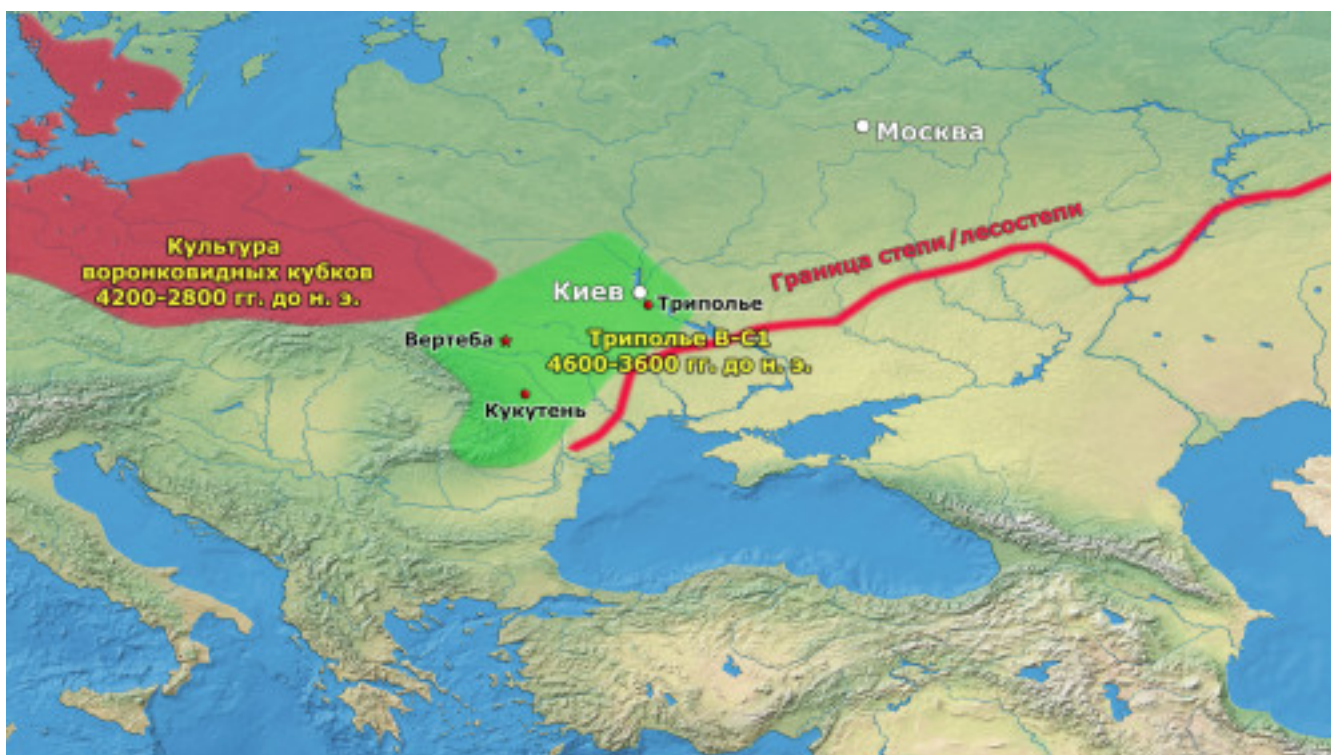 Москва
Граница степи/лесостепи
Культура
воронковидных кубков
4200-2800 гг. до н. э.
Киев
Триполье
Вертеба
Триполье B-C1
4600-3600 гг. до н. э.
Кукутень